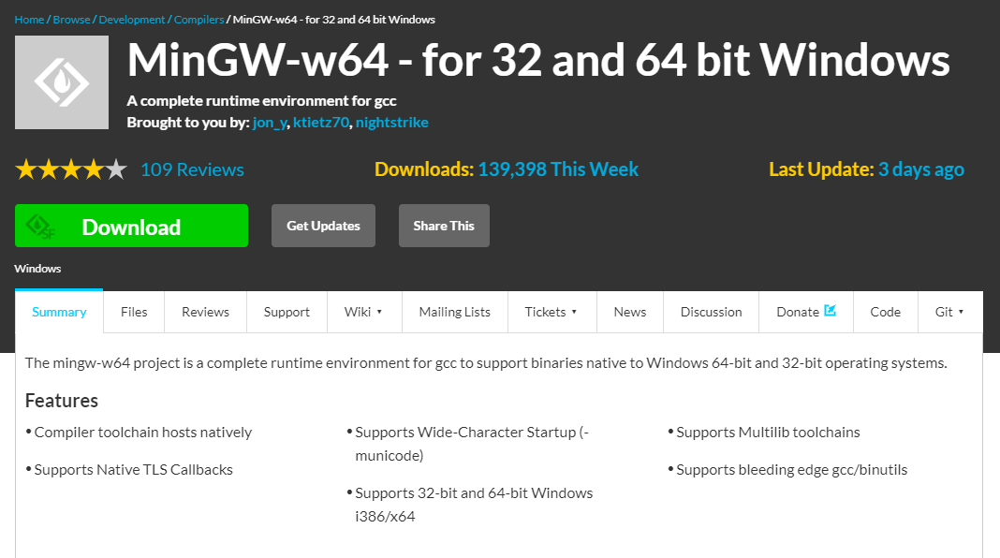 Home / Browse / Development / Compilers / MinGW-w64 - for 32 and 64 bit Windows
MinGW-w64 - for 32 and 64 bit Windows
A complete runtime environment for gcc
Brought to you by: jon_y, ktietz70, nightstrike
109 Reviews
Downloads: 139,398 This Week
Last Update: 3 days ago
SF
Download
Get Updates
Share This
Windows
Summary
Files
Reviews
Support
Wiki ▾
Mailing Lists
Tickets ▾
News
Discussion
Donate
Code
Git ▾
The mingw-w64 project is a complete runtime environment for gcc to support binaries native to Windows 64-bit and 32-bit operating systems.
Features
• Compiler toolchain hosts natively
• Supports Native TLS Callbacks
• Supports Wide-Character Startup (-
municode)
• Supports 32-bit and 64-bit Windows
i386/x64
• Supports Multilib toolchains
• Supports bleeding edge gcc/binutils